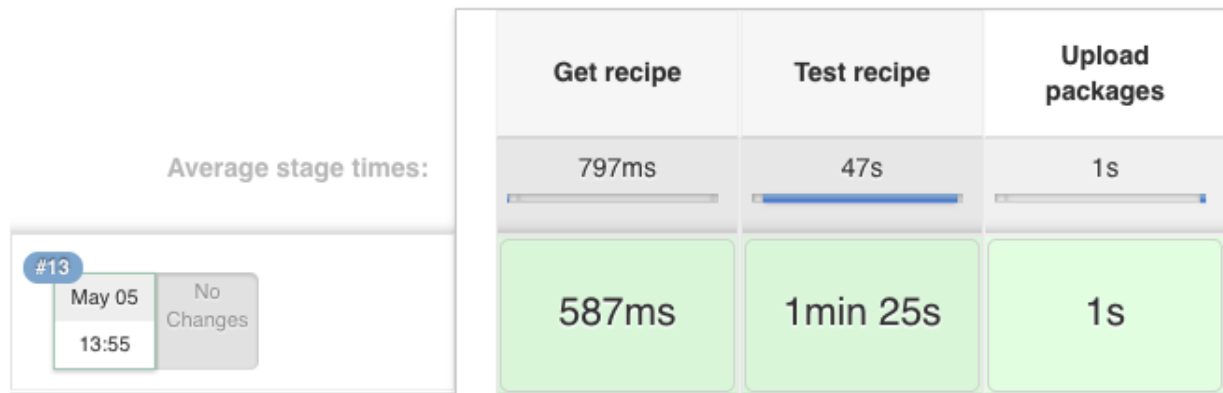 Get recipe
Test recipe
Upload
packages
Average stage times:
797ms
47s
1s
#13
May 05
13:55
No
Changes
587ms
1min 25s
1s